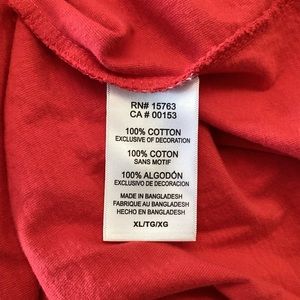 RN# 15763
CA # 00153
100% COTTON
EXCLUSIVE OF DECORATION
100% COTON
SANS MOTIF
100% ALGODÓN
EXCLUSIVO DE DECORACION
MADE IN BANGLADESH
FABRIQUE AU BANGLADESH
HECHO EN BANGLADESH
XL/TG/XG